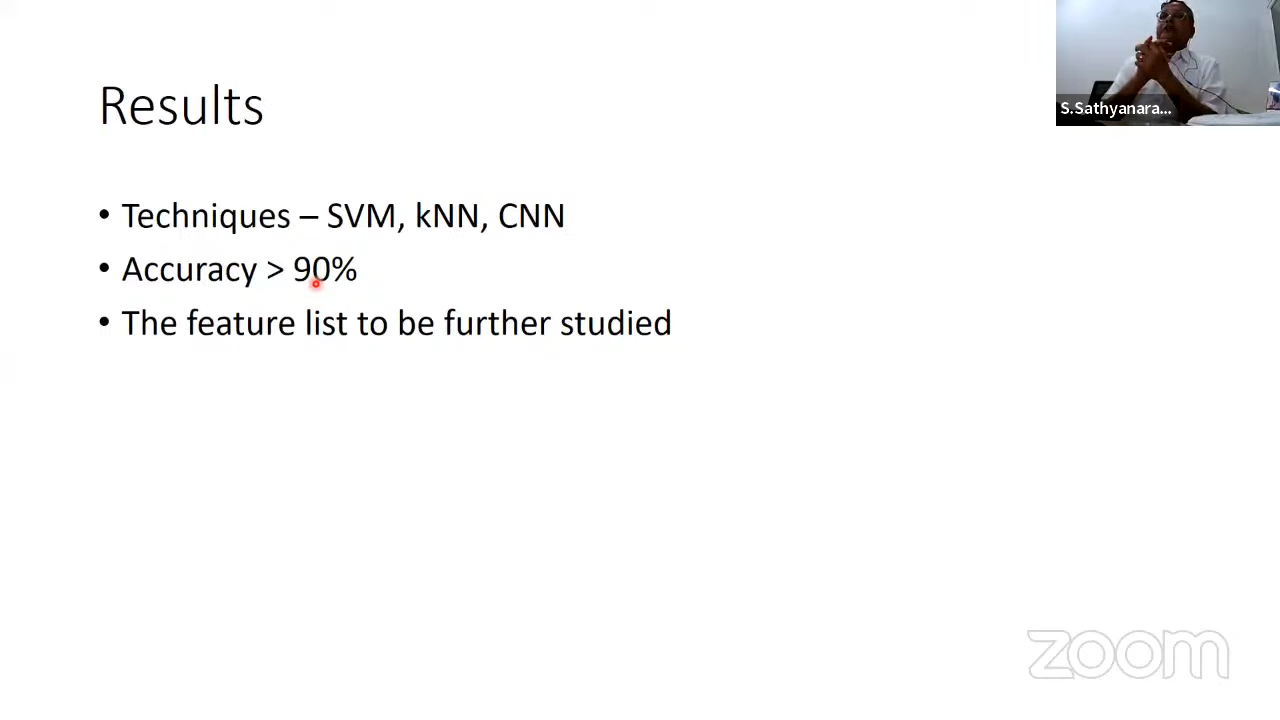 Results
• Techniques – SVM, kNN, CNN
• Accuracy > 90%
• The feature list to be further studied
S.Sathyanara...
zoom